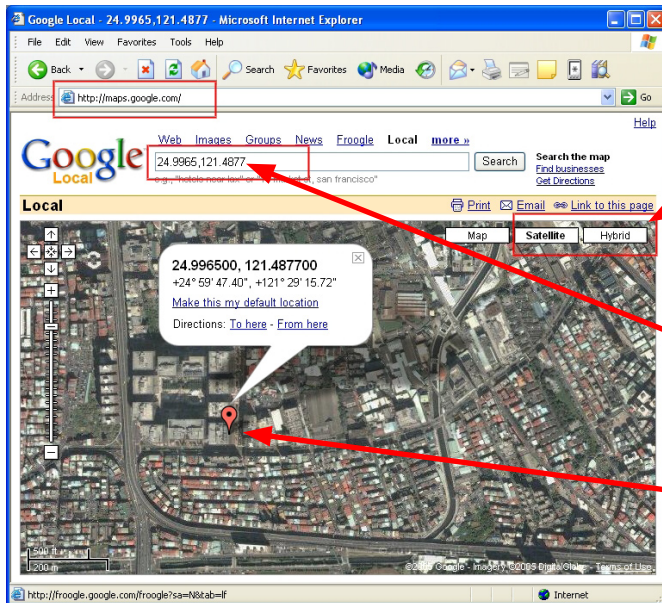 Google Local - 24.9965,121.4877 - Microsoft Internet Explorer
File Edit View Favorites Tools Help
Back Search Favorites Media
Address http://maps.google.com/ Go
Help
Google Local
Web Images Groups News Froogle Local more »
24.9965,121.4877 Search
e.g., "hotels near lax" or "10 market st, san francisco"
Search the map
Find businesses
Get Directions
Local Print Email Link to this page
Map Satellite Hybrid
24.996500, 121.487700
+24° 59' 47.40", +121° 29' 15.72"
Make this my default location
Directions: To here - From here
500 ft
200 m
©2005 Google - Imagery ©2005 DigitalGlobe - Terms of Use
http://froogle.google.com/froogle?sa=N&tab=lf Internet